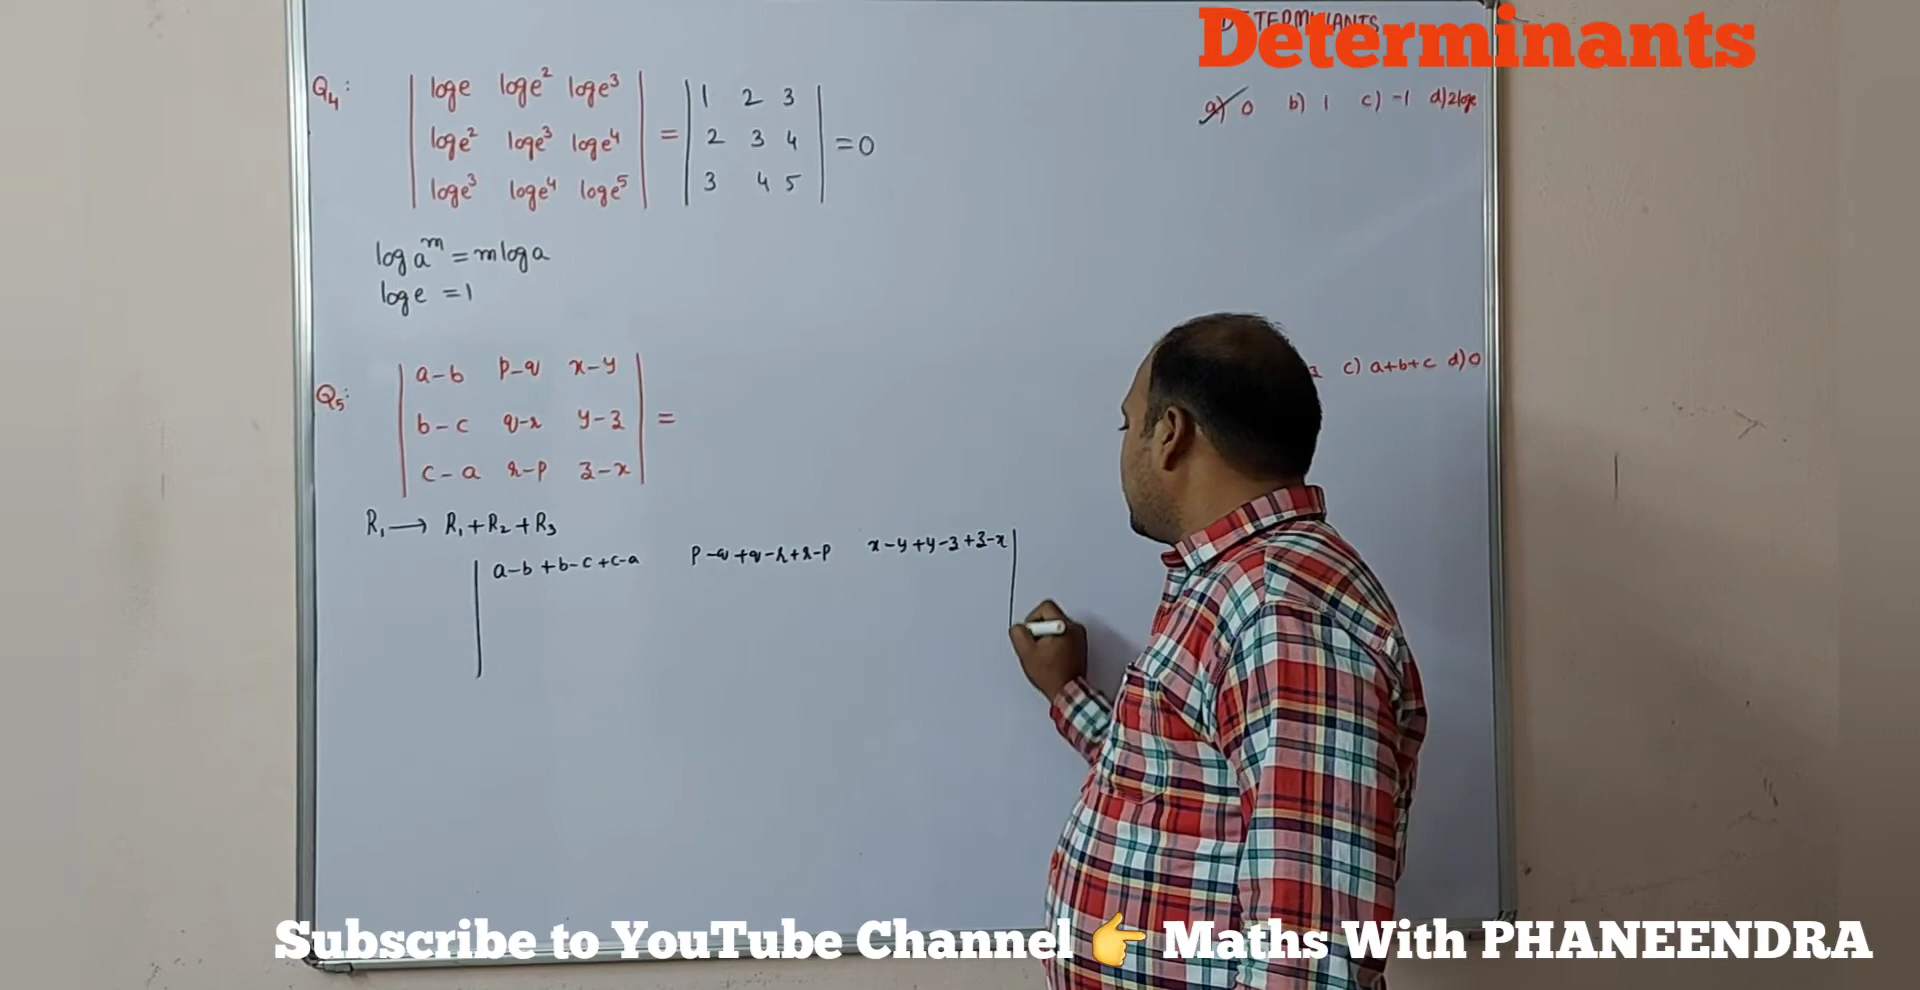 DETERMINANTS
Determinants
Q4: | loge loge² loge³ | = | 1 2 3 | = 0
| loge² loge³ loge⁴ | | 2 3 4 |
| loge³ loge⁴ loge⁵ | | 3 4 5 |
a) 0 b) 1 c) -1 d) 2loge
log aᵐ = m log a
loge = 1
Q5: | a-b p-q x-y | =
| b-c q-r y-z |
| c-a r-p z-x |
c) a+b+c d) 0
R₁ → R₁+R₂+R₃
| a-b+b-c+c-a p-q+q-r+r-p x-y+y-z+z-x |
Subscribe to YouTube Channel 👉 Maths With PHANEENDRA